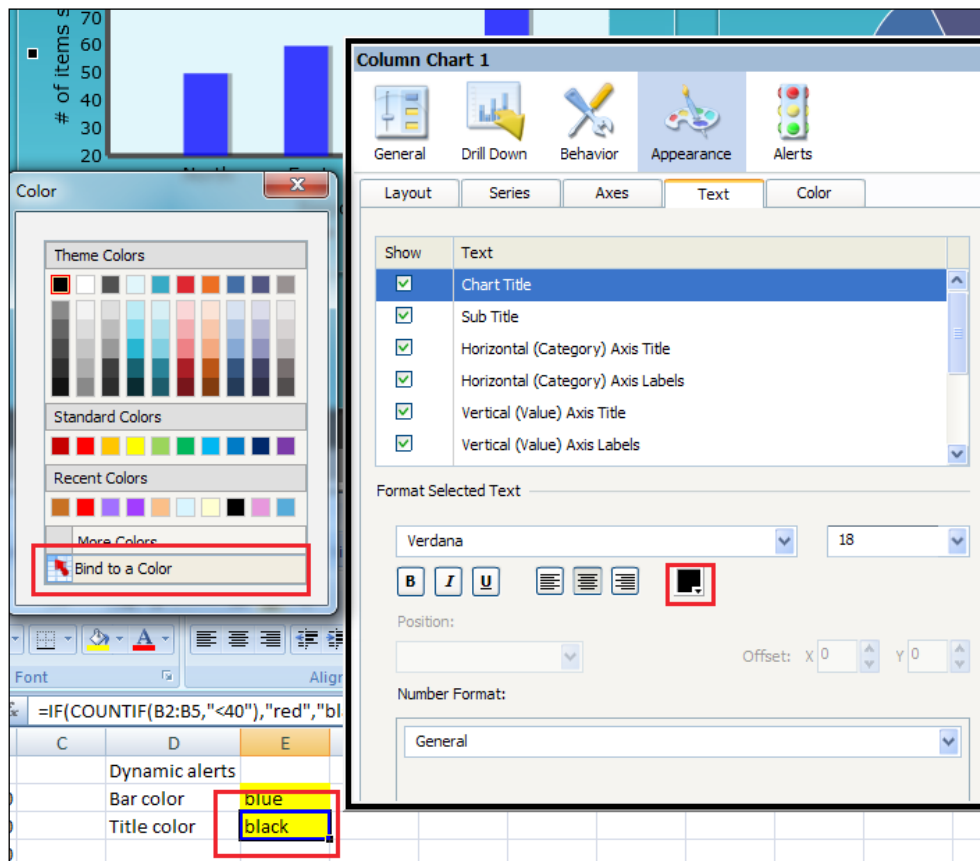 # of items s
70
60
50
40
30
20
Column Chart 1
General
Drill Down
Behavior
Appearance
Alerts
Layout
Series
Axes
Text
Color
Show
Text
Chart Title
Sub Title
Horizontal (Category) Axis Title
Horizontal (Category) Axis Labels
Vertical (Value) Axis Title
Vertical (Value) Axis Labels
Format Selected Text
Verdana
18
B I U
Position:
Offset: X 0 Y 0
Number Format:
General
Color
Theme Colors
Standard Colors
Recent Colors
More Colors
Bind to a Color
A
Font
Alig
fx
=IF(COUNTIF(B2:B5,"<40"),"red","bl
C D E
Dynamic alerts
Bar color blue
Title color black